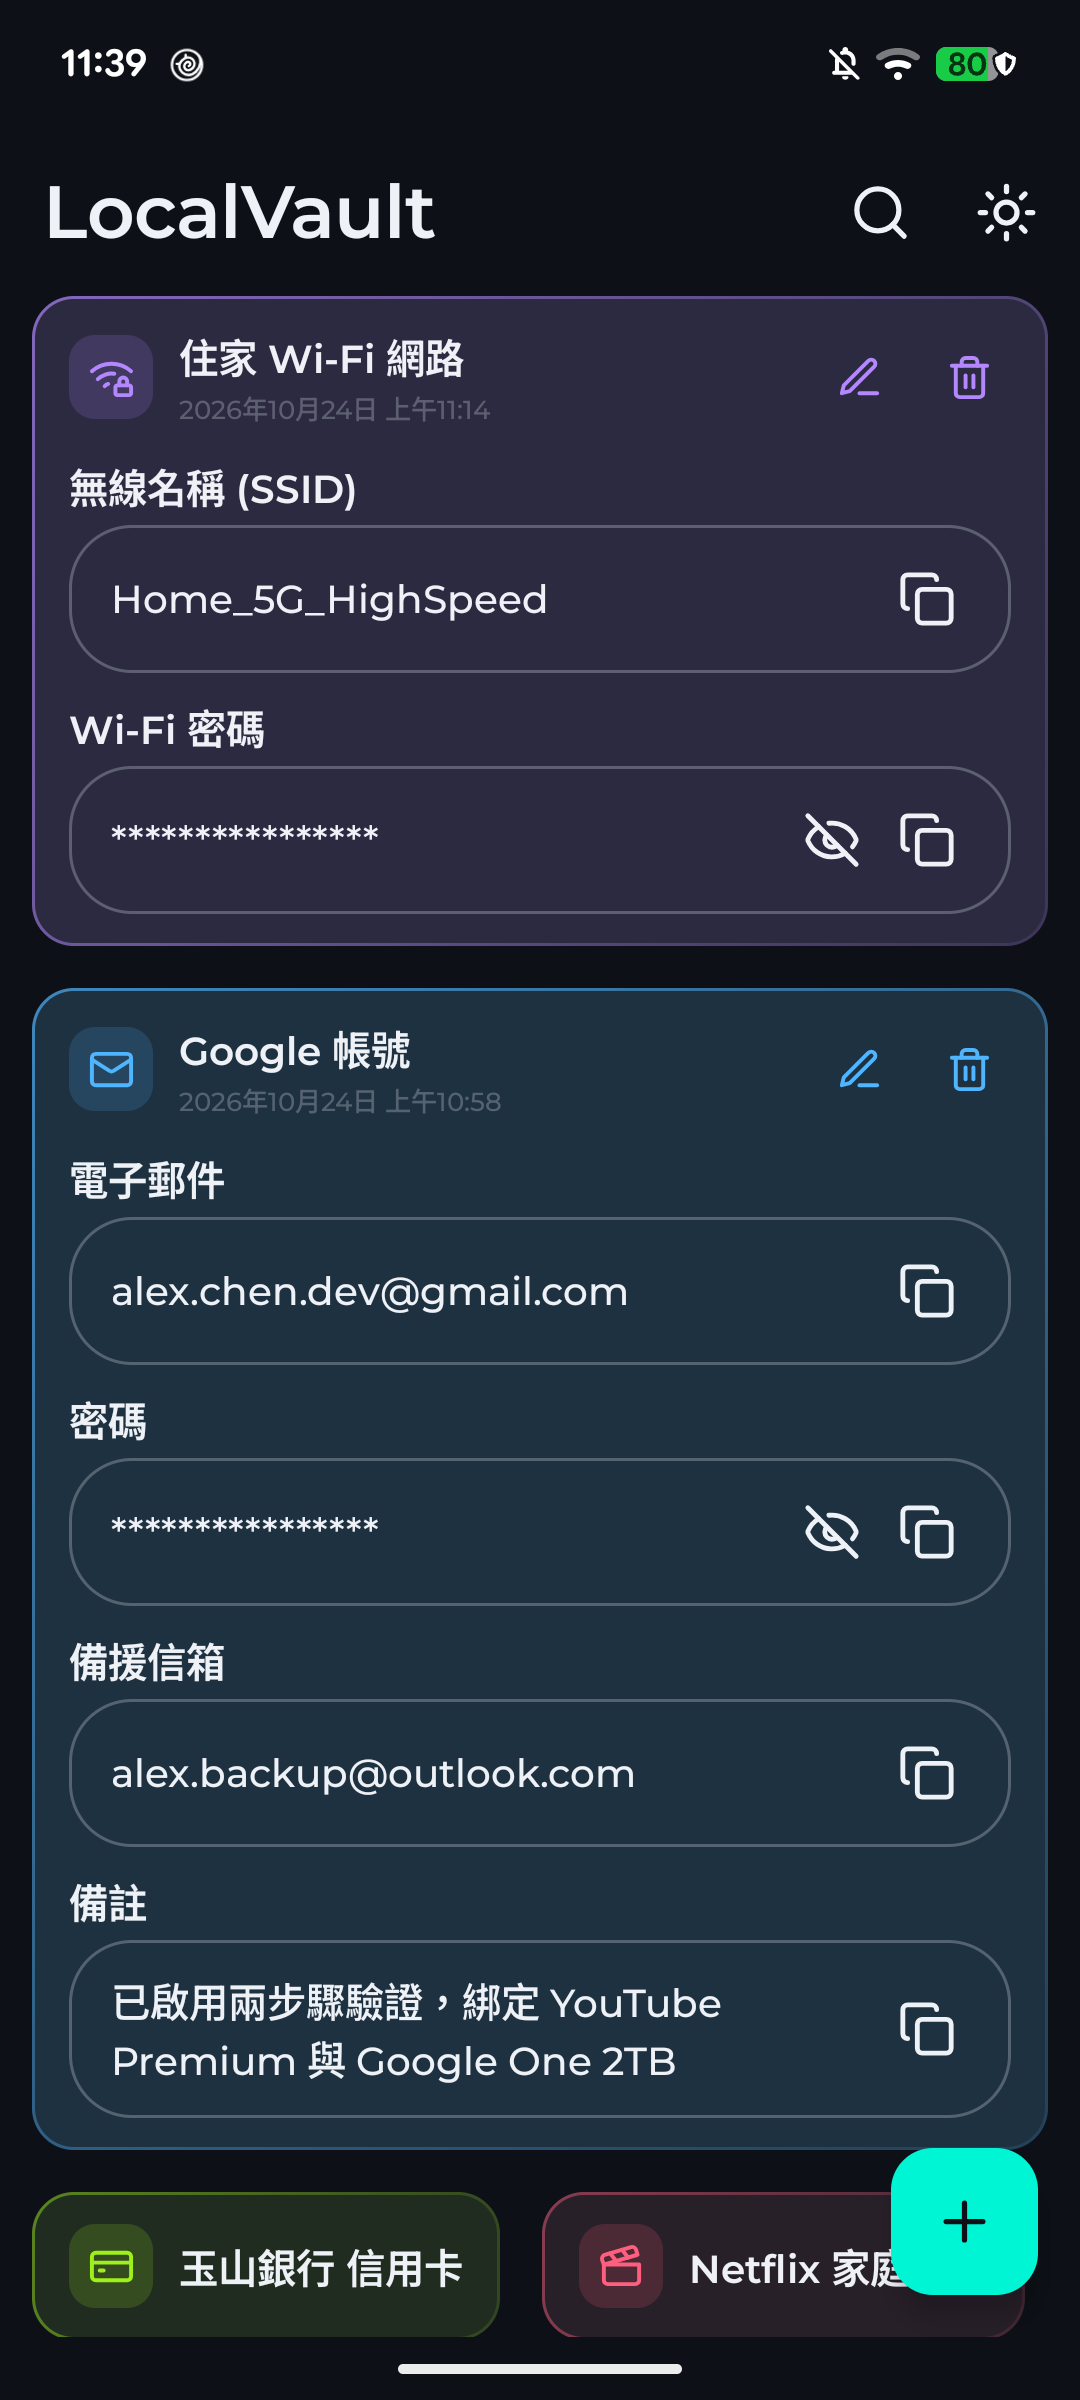 11:39
80
LocalVault
住家 Wi-Fi 網路
2026年10月24日 上午11:14
無線名稱 (SSID)
Home_5G_HighSpeed
Wi-Fi 密碼
****************
Google 帳號
2026年10月24日 上午10:58
電子郵件
alex.chen.dev@gmail.com
密碼
****************
備援信箱
alex.backup@outlook.com
備註
已啟用兩步驟驗證，綁定 YouTube
Premium 與 Google One 2TB
玉山銀行 信用卡
Netflix 家庭